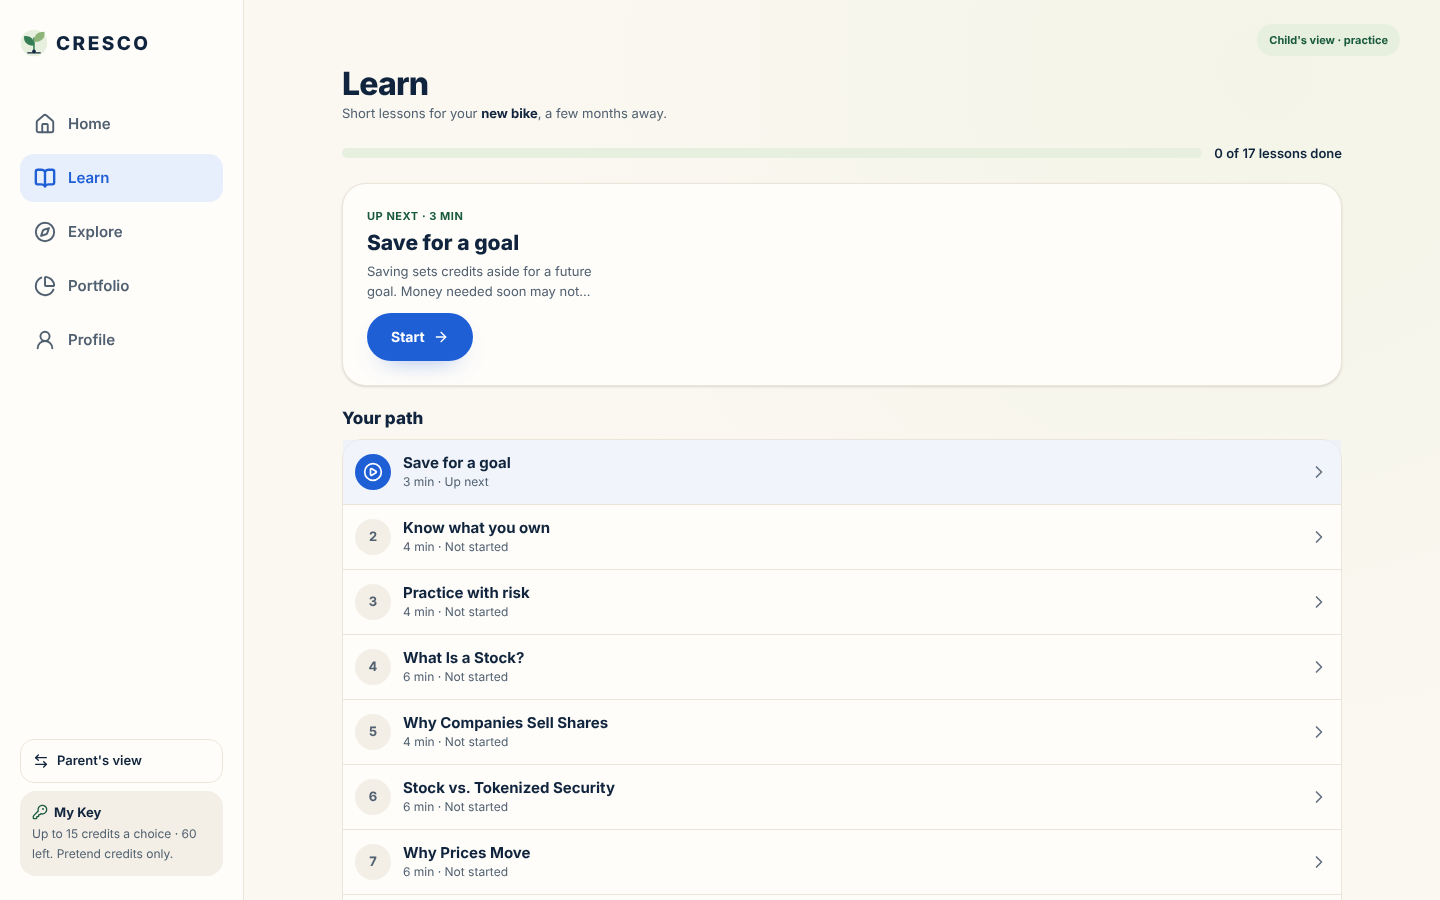 CRESCO
Child's view · practice
Home
Learn
Explore
Portfolio
Profile
Parent's view
My Key
Up to 15 credits a choice · 60
left. Pretend credits only.
Learn
Short lessons for your new bike, a few months away.
0 of 17 lessons done
UP NEXT · 3 MIN
Save for a goal
Saving sets credits aside for a future
goal. Money needed soon may not...
Start
Your path
Save for a goal
3 min · Up next
2
Know what you own
4 min · Not started
3
Practice with risk
4 min · Not started
4
What Is a Stock?
6 min · Not started
5
Why Companies Sell Shares
4 min · Not started
6
Stock vs. Tokenized Security
6 min · Not started
7
Why Prices Move
6 min · Not started